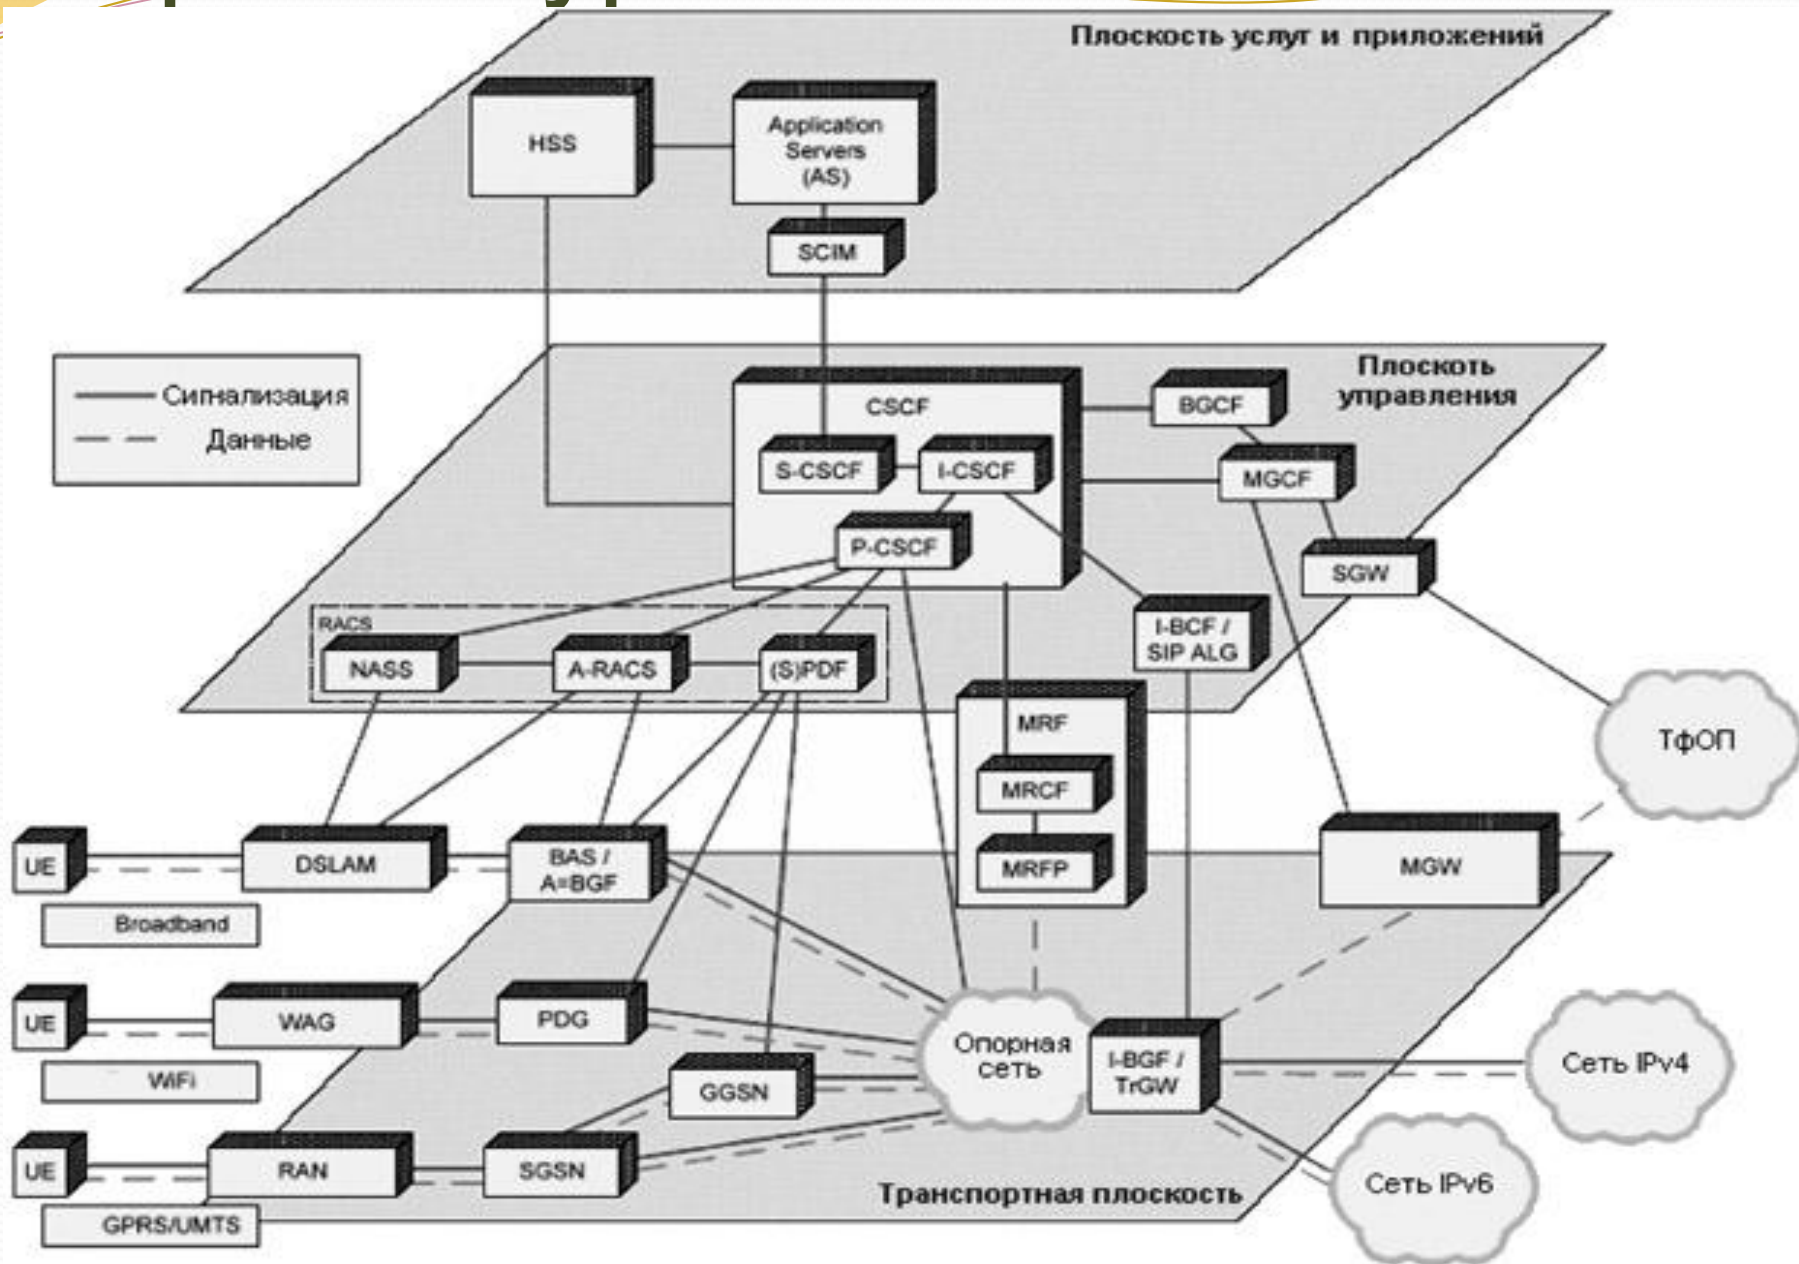 Плоскость услуг и приложений
HSS
Application
Servers
(AS)
SCIM
Сигнализация
Данные
Плоскоть
управления
CSCF
BGCF
S-CSCF
I-CSCF
MGCF
P-CSCF
SGW
RACS
NASS
A-RACS
(S)PDF
I-BCF /
SIP ALG
MRF
ТфОП
MRCF
UE
DSLAM
BAS /
A=BGF
MRFP
MGW
Broadband
UE
WAG
PDG
Опорная
сеть
I-BGF /
TrGW
Сеть IPv4
WiFi
GGSN
UE
RAN
SGSN
Сеть IPv6
Транспортная плоскость
GPRS/UMTS